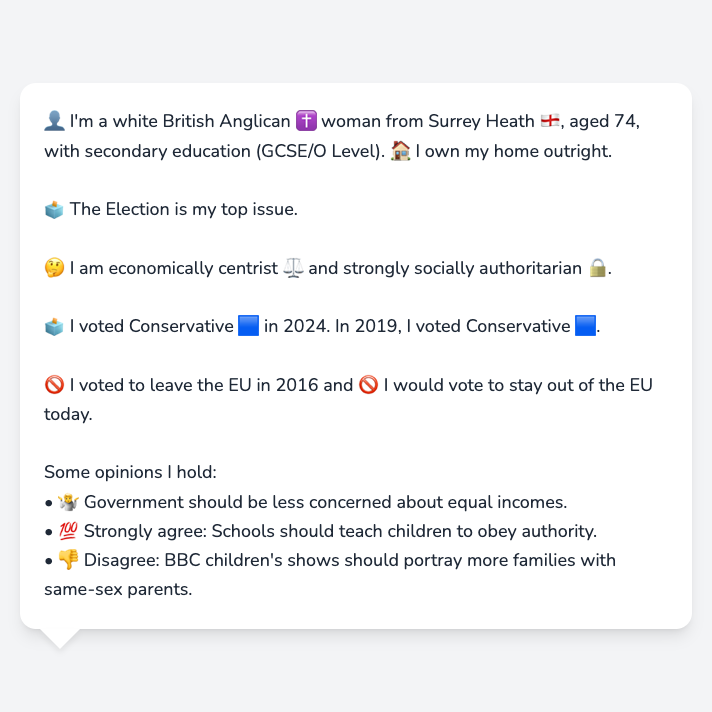 👤 I'm a white British Anglican ✝️ woman from Surrey Heath 🏴󠁧󠁢󠁥󠁮󠁧󠁿, aged 74,
with secondary education (GCSE/O Level). 🏠 I own my home outright.
🗳️ The Election is my top issue.
🤔 I am economically centrist ⚖️ and strongly socially authoritarian 🔒.
🗳️ I voted Conservative 🟦 in 2024. In 2019, I voted Conservative 🟦.
🚫 I voted to leave the EU in 2016 and 🚫 I would vote to stay out of the EU
today.
Some opinions I hold:
• 🤷 Government should be less concerned about equal incomes.
• 💯 Strongly agree: Schools should teach children to obey authority.
• 👎 Disagree: BBC children's shows should portray more families with
same-sex parents.